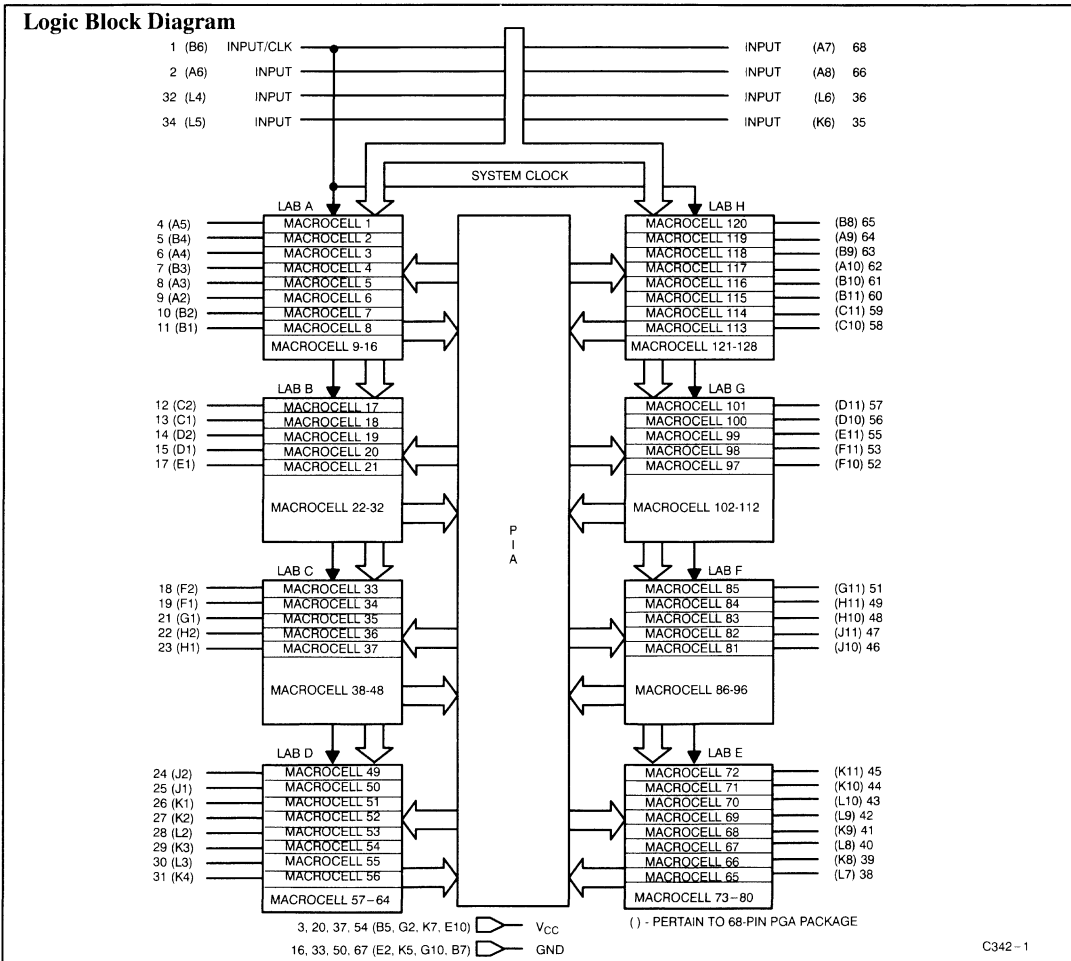 Logic Block Diagram
1 (B6) INPUT/CLK INPUT (A7) 68
2 (A6) INPUT INPUT (A8) 66
32 (L4) INPUT INPUT (L6) 36
34 (L5) INPUT INPUT (K6) 35
SYSTEM CLOCK
LAB A LAB H
4 (A5) MACROCELL 1 MACROCELL 120 (B8) 65
5 (B4) MACROCELL 2 MACROCELL 119 (A9) 64
6 (A4) MACROCELL 3 MACROCELL 118 (B9) 63
7 (B3) MACROCELL 4 MACROCELL 117 (A10) 62
8 (A3) MACROCELL 5 MACROCELL 116 (B10) 61
9 (A2) MACROCELL 6 MACROCELL 115 (B11) 60
10 (B2) MACROCELL 7 MACROCELL 114 (C11) 59
11 (B1) MACROCELL 8 MACROCELL 113 (C10) 58
MACROCELL 9-16 MACROCELL 121-128
LAB B LAB G
12 (C2) MACROCELL 17 MACROCELL 101 (D11) 57
13 (C1) MACROCELL 18 MACROCELL 100 (D10) 56
14 (D2) MACROCELL 19 MACROCELL 99 (E11) 55
15 (D1) MACROCELL 20 MACROCELL 98 (F11) 53
17 (E1) MACROCELL 21 MACROCELL 97 (F10) 52
MACROCELL 22-32 MACROCELL 102-112
P
I
A
LAB C LAB F
18 (F2) MACROCELL 33 MACROCELL 85 (G11) 51
19 (F1) MACROCELL 34 MACROCELL 84 (H11) 49
21 (G1) MACROCELL 35 MACROCELL 83 (H10) 48
22 (H2) MACROCELL 36 MACROCELL 82 (J11) 47
23 (H1) MACROCELL 37 MACROCELL 81 (J10) 46
MACROCELL 38-48 MACROCELL 86-96
LAB D LAB E
24 (J2) MACROCELL 49 MACROCELL 72 (K11) 45
25 (J1) MACROCELL 50 MACROCELL 71 (K10) 44
26 (K1) MACROCELL 51 MACROCELL 70 (L10) 43
27 (K2) MACROCELL 52 MACROCELL 69 (L9) 42
28 (L2) MACROCELL 53 MACROCELL 68 (K9) 41
29 (K3) MACROCELL 54 MACROCELL 67 (L8) 40
30 (L3) MACROCELL 55 MACROCELL 66 (K8) 39
31 (K4) MACROCELL 56 MACROCELL 65 (L7) 38
MACROCELL 57–64 MACROCELL 73–80
3, 20, 37, 54 (B5, G2, K7, E10) VCC ( ) - PERTAIN TO 68-PIN PGA PACKAGE
16, 33, 50, 67 (E2, K5, G10, B7) GND
C342–1